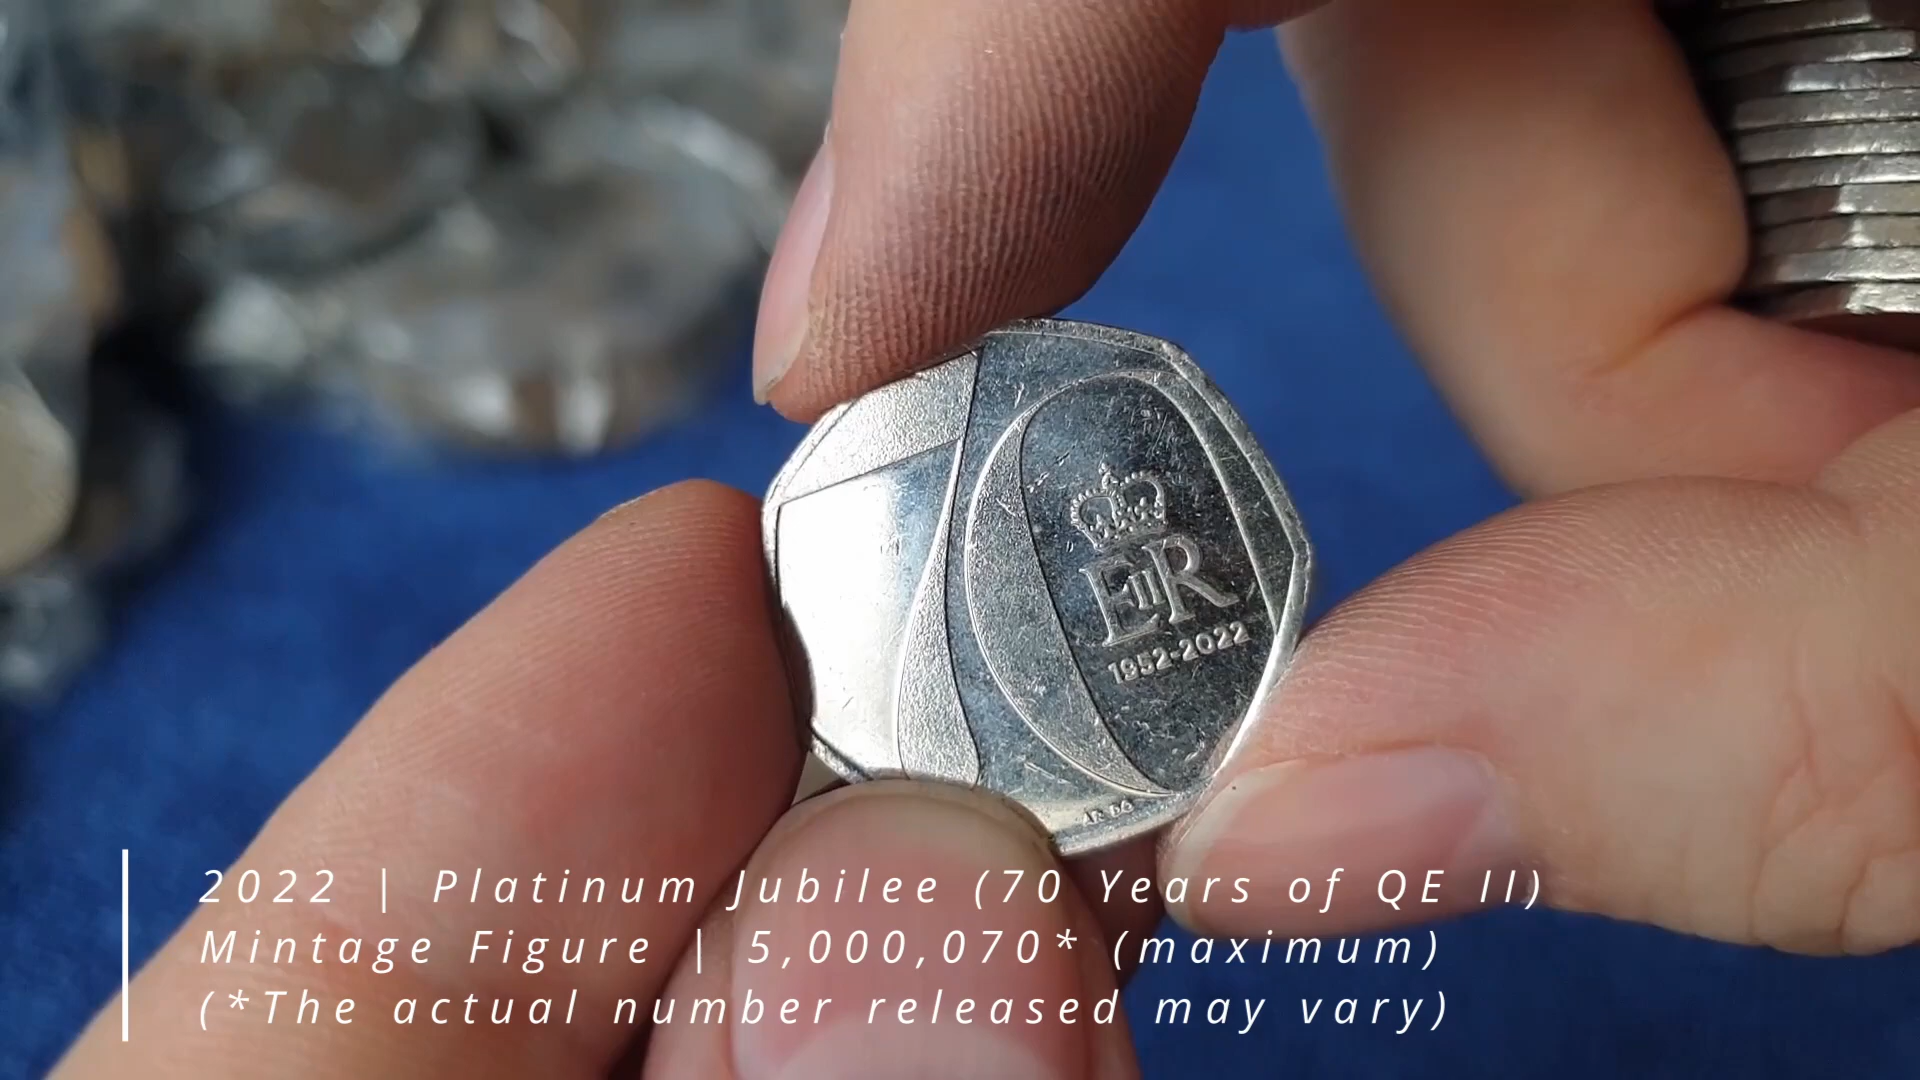 EIIR
1952-2022
2022 | Platinum Jubilee (70 Years of QE II)
Mintage Figure | 5,000,070* (maximum)
(*The actual number released may vary)